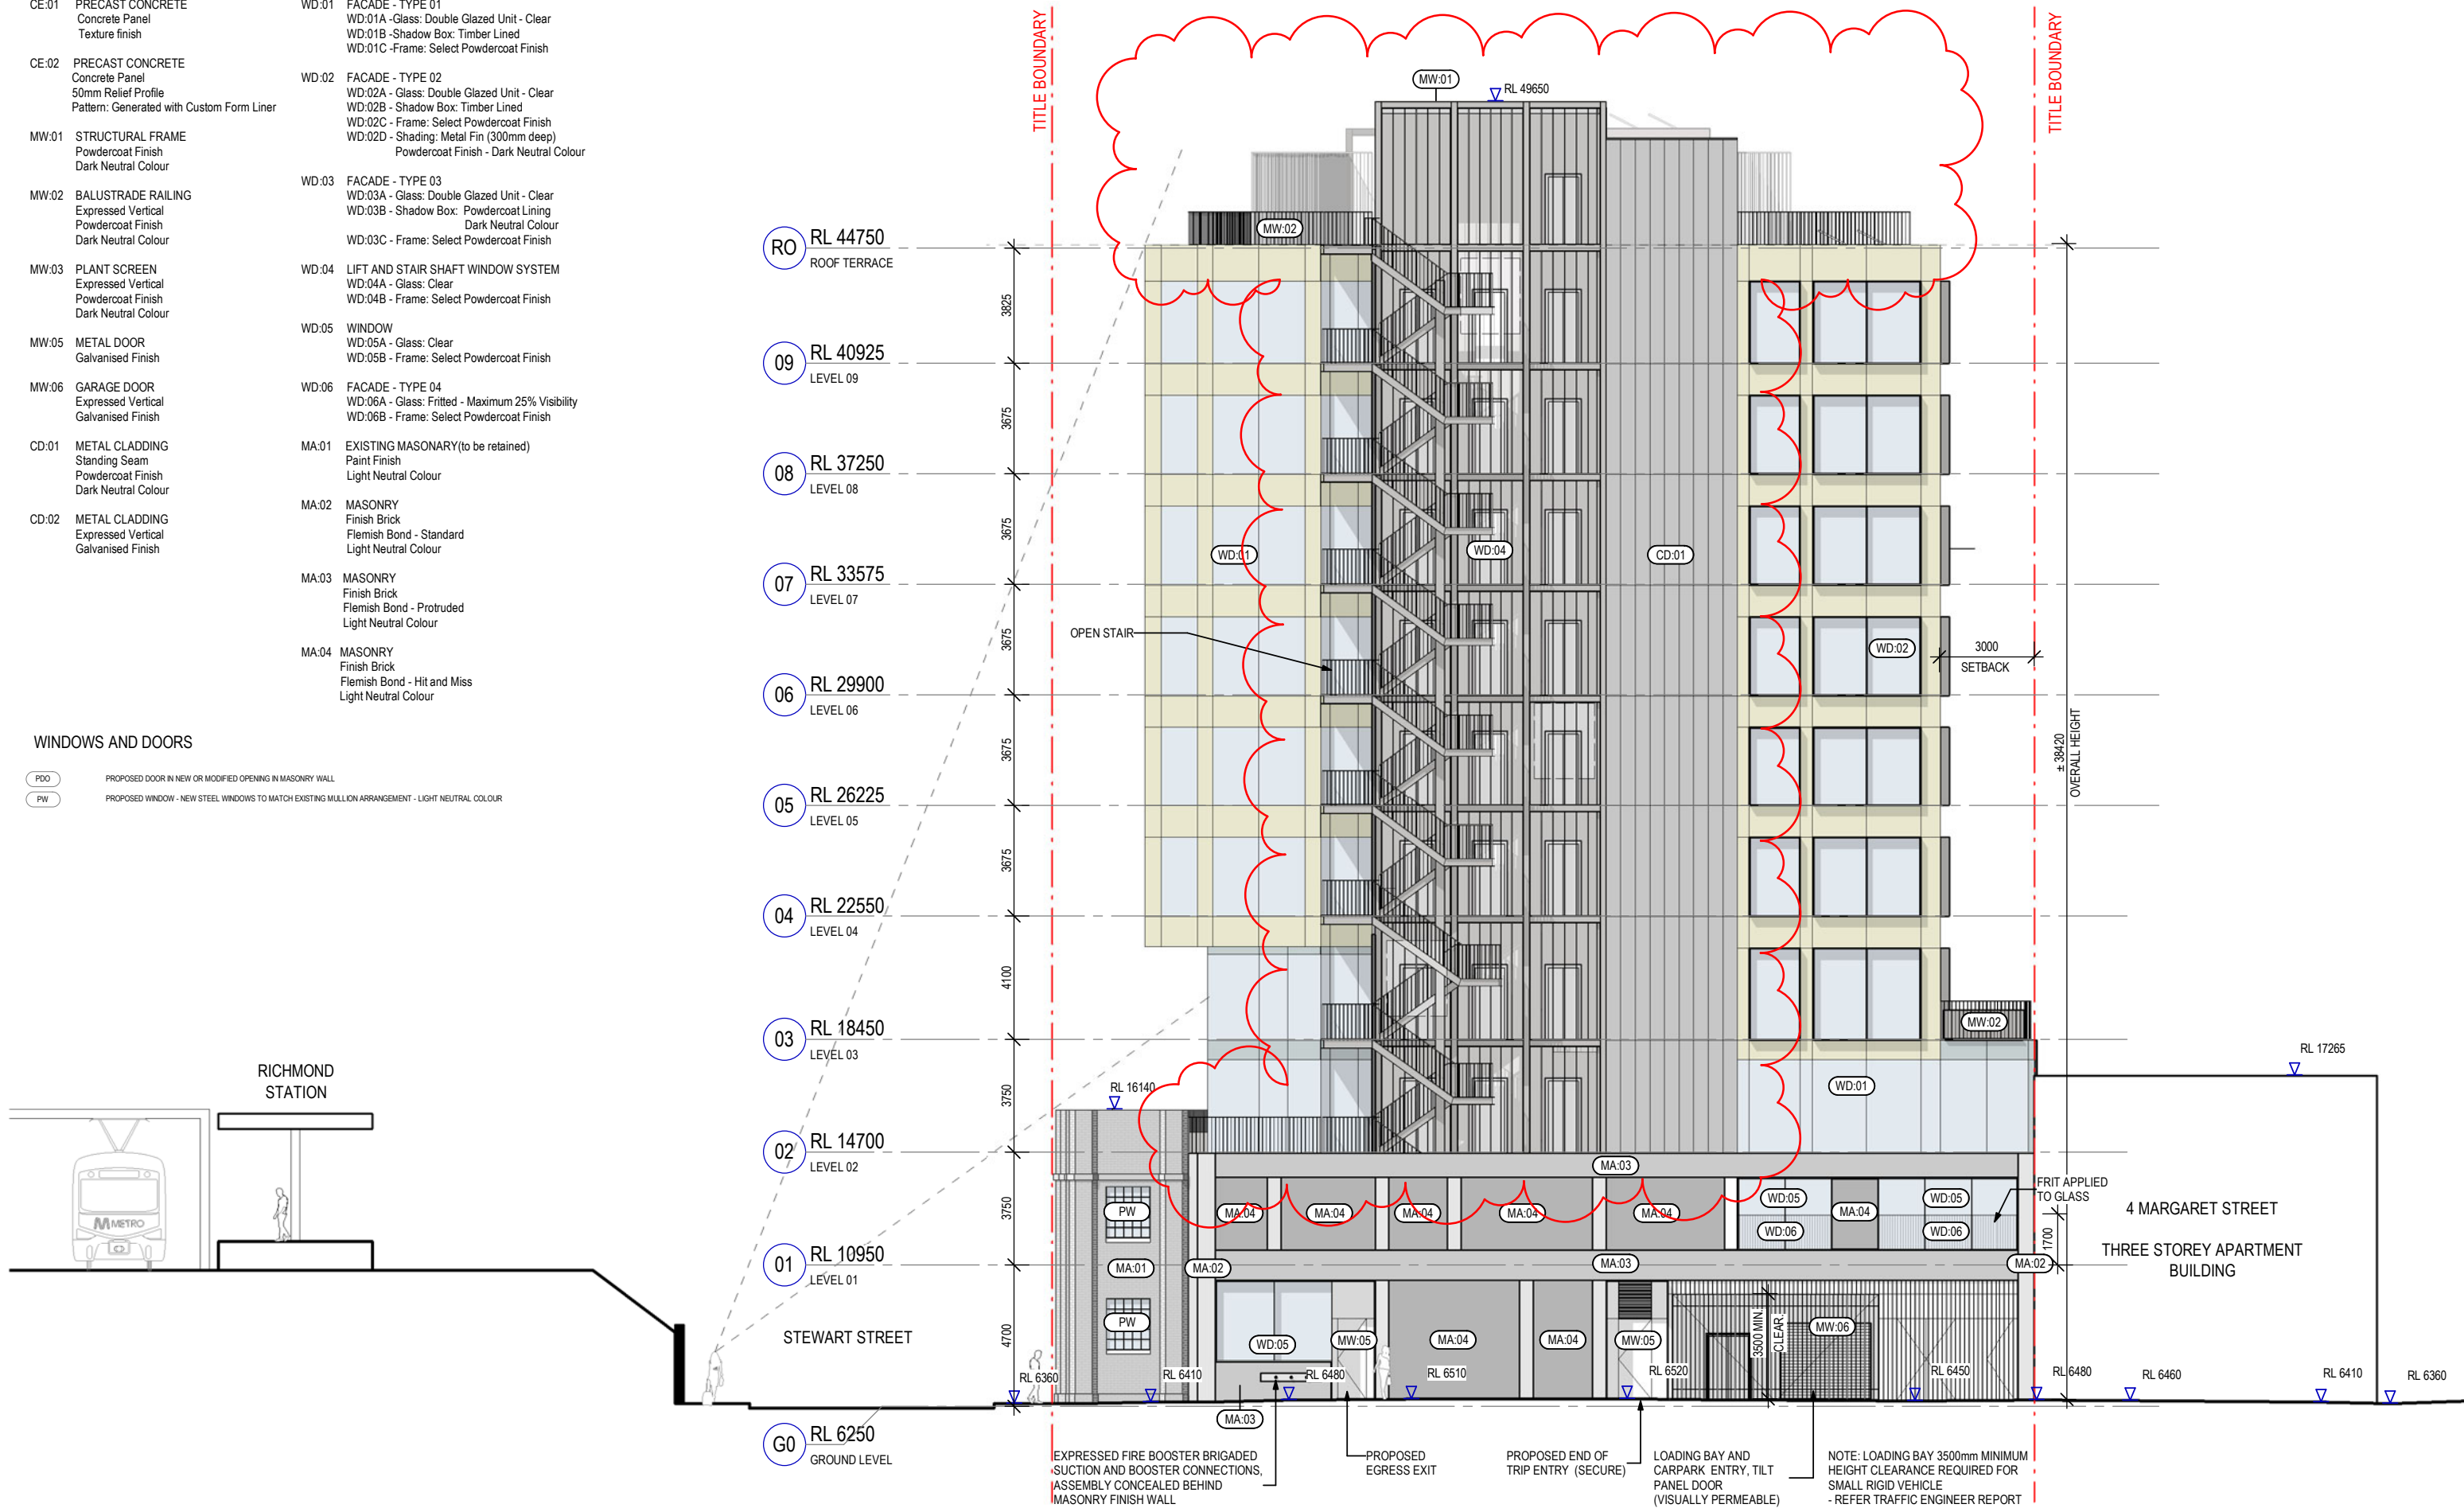 CE:01 PRECAST CONCRETE
Concrete Panel
Texture finish
CE:02 PRECAST CONCRETE
Concrete Panel
50mm Relief Profile
Pattern: Generated with Custom Form Liner
MW:01 STRUCTURAL FRAME
Powdercoat Finish
Dark Neutral Colour
MW:02 BALUSTRADE RAILING
Expressed Vertical
Powdercoat Finish
Dark Neutral Colour
MW:03 PLANT SCREEN
Expressed Vertical
Powdercoat Finish
Dark Neutral Colour
MW:05 METAL DOOR
Galvanised Finish
MW:06 GARAGE DOOR
Expressed Vertical
Galvanised Finish
CD:01 METAL CLADDING
Standing Seam
Powdercoat Finish
Dark Neutral Colour
CD:02 METAL CLADDING
Expressed Vertical
Galvanised Finish
WD:01 FACADE - TYPE 01
WD:01A -Glass: Double Glazed Unit - Clear
WD:01B -Shadow Box: Timber Lined
WD:01C -Frame: Select Powdercoat Finish
WD:02 FACADE - TYPE 02
WD:02A - Glass: Double Glazed Unit - Clear
WD:02B - Shadow Box: Timber Lined
WD:02C - Frame: Select Powdercoat Finish
WD:02D - Shading: Metal Fin (300mm deep)
Powdercoat Finish - Dark Neutral Colour
WD:03 FACADE - TYPE 03
WD:03A - Glass: Double Glazed Unit - Clear
WD:03B - Shadow Box: Powdercoat Lining
Dark Neutral Colour
WD:03C - Frame: Select Powdercoat Finish
WD:04 LIFT AND STAIR SHAFT WINDOW SYSTEM
WD:04A - Glass: Clear
WD:04B - Frame: Select Powdercoat Finish
WD:05 WINDOW
WD:05A - Glass: Clear
WD:05B - Frame: Select Powdercoat Finish
WD:06 FACADE - TYPE 04
WD:06A - Glass: Fritted - Maximum 25% Visibility
WD:06B - Frame: Select Powdercoat Finish
MA:01 EXISTING MASONARY(to be retained)
Paint Finish
Light Neutral Colour
MA:02 MASONRY
Finish Brick
Flemish Bond - Standard
Light Neutral Colour
MA:03 MASONRY
Finish Brick
Flemish Bond - Protruded
Light Neutral Colour
MA:04 MASONRY
Finish Brick
Flemish Bond - Hit and Miss
Light Neutral Colour
WINDOWS AND DOORS
PDO PROPOSED DOOR IN NEW OR MODIFIED OPENING IN MASONRY WALL
PW PROPOSED WINDOW - NEW STEEL WINDOWS TO MATCH EXISTING MULLION ARRANGEMENT - LIGHT NEUTRAL COLOUR
TITLE BOUNDARY
TITLE BOUNDARY
MW:01
RL 49650
MW:02
RO RL 44750
ROOF TERRACE
3825
09 RL 40925
LEVEL 09
3675
08 RL 37250
LEVEL 08
3675
WD:01
WD:04
CD:01
07 RL 33575
LEVEL 07
3675
OPEN STAIR
WD:02
3000
SETBACK
06 RL 29900
LEVEL 06
3675
± 38420
OVERALL HEIGHT
05 RL 26225
LEVEL 05
3675
04 RL 22550
LEVEL 04
4100
MW:02
03 RL 18450
LEVEL 03
3750
RL 17265
RL 16140
WD:01
RICHMOND
STATION
02 RL 14700
LEVEL 02
3750
MA:03
METRO
PW
MA:04
MA:04
MA:04
MA:04
MA:04
WD:05
MA:04
WD:05
WD:06
WD:06
FRIT APPLIED
TO GLASS
1700
4 MARGARET STREET
THREE STOREY APARTMENT
BUILDING
01 RL 10950
LEVEL 01
4700
MA:01
MA:02
MA:03
MA:02
STEWART STREET
PW
WD:05
MW:05
MA:04
MA:04
MW:05
3500 MIN.
CLEAR.
MW:06
RL 6360
RL 6410
RL 6480
RL 6510
RL 6520
RL 6450
RL 6480
RL 6460
RL 6410
RL 6360
MA:03
G0 RL 6250
GROUND LEVEL
EXPRESSED FIRE BOOSTER BRIGADED
SUCTION AND BOOSTER CONNECTIONS,
ASSEMBLY CONCEALED BEHIND
MASONRY FINISH WALL
PROPOSED
EGRESS EXIT
PROPOSED END OF
TRIP ENTRY (SECURE)
LOADING BAY AND
CARPARK ENTRY, TILT
PANEL DOOR
(VISUALLY PERMEABLE)
NOTE: LOADING BAY 3500mm MINIMUM
HEIGHT CLEARANCE REQUIRED FOR
SMALL RIGID VEHICLE
- REFER TRAFFIC ENGINEER REPORT